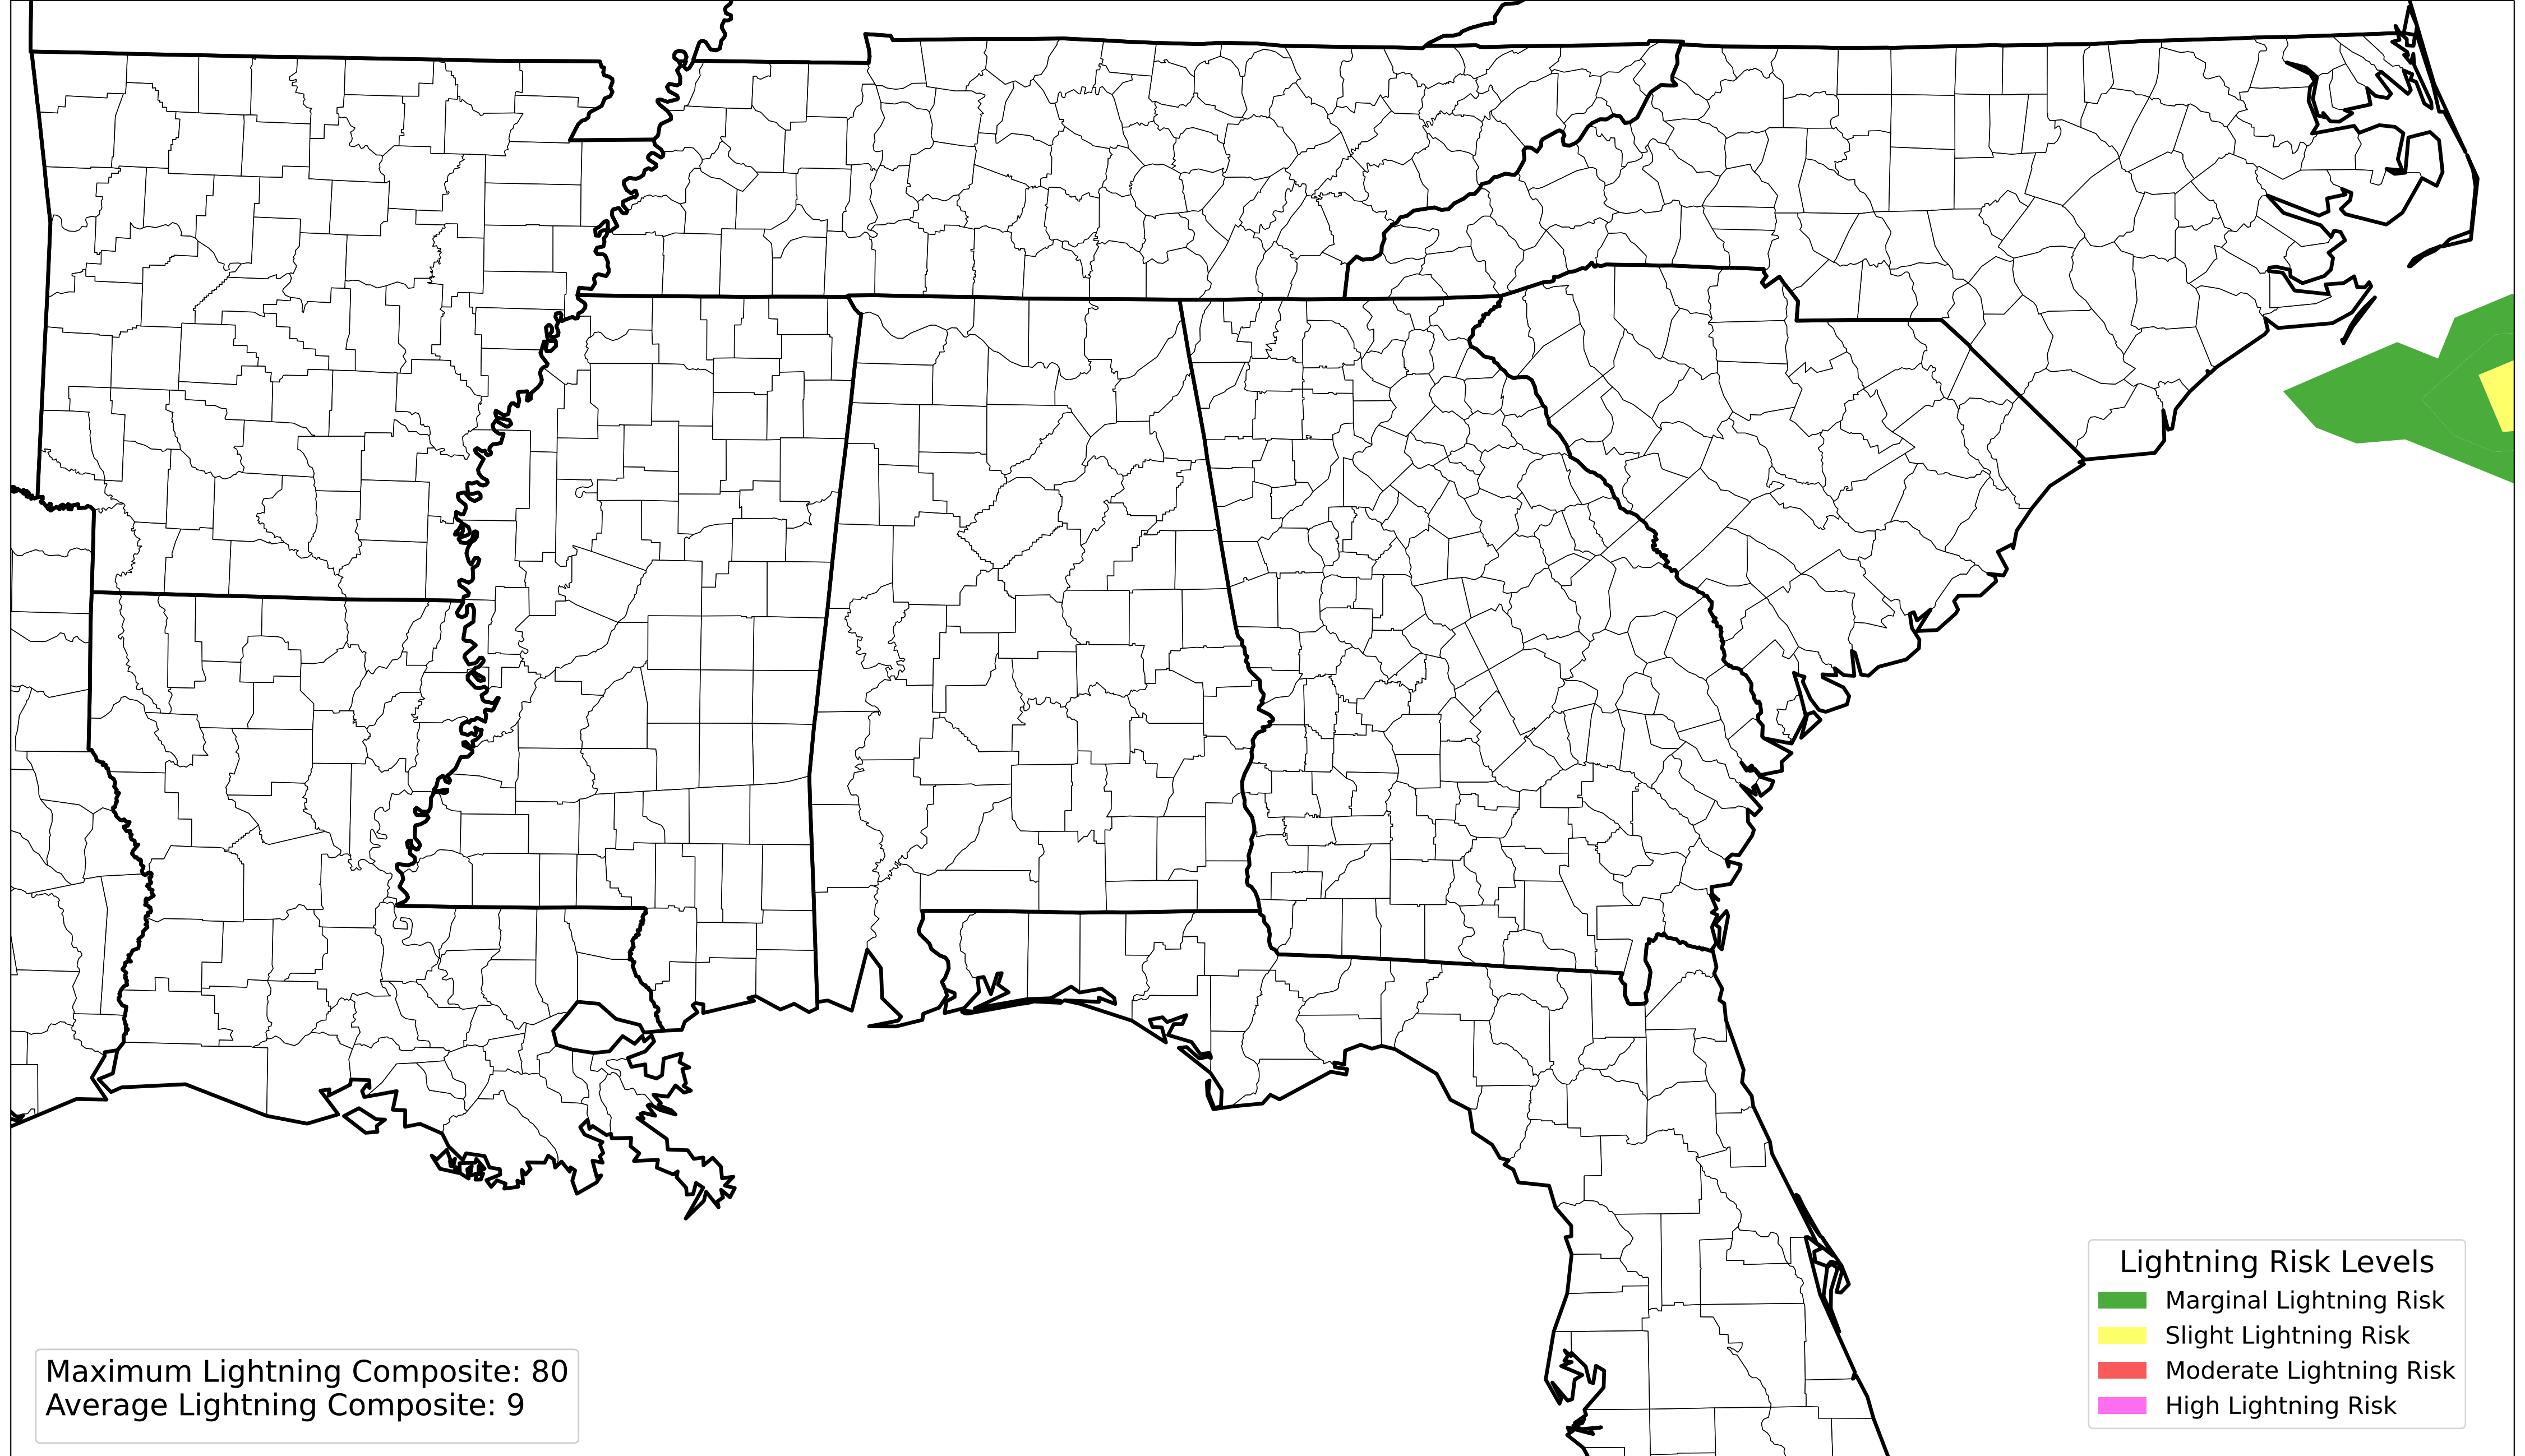 Lightning Risk Levels
Marginal Lightning Risk
Slight Lightning Risk
Moderate Lightning Risk
High Lightning Risk
Maximum Lightning Composite: 80
Average Lightning Composite: 9